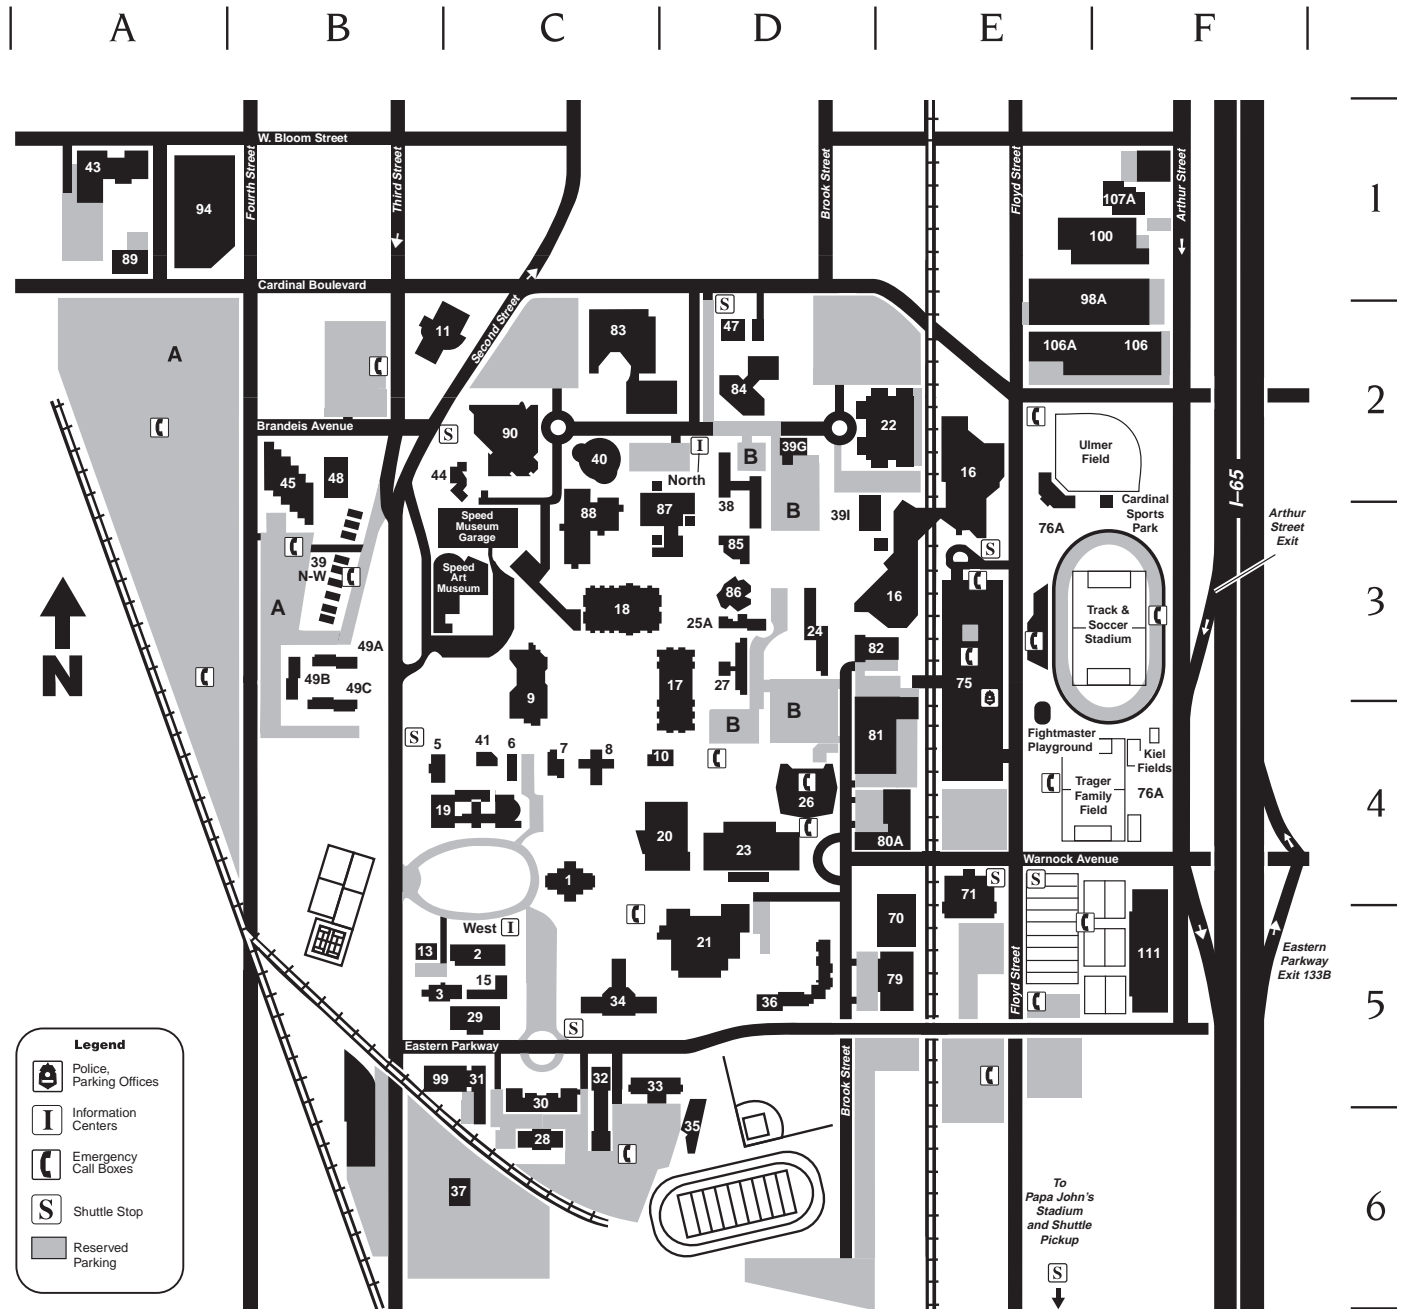 A B C D E F
W. Bloom Street
Fourth Street
Third Street
Brook Street
Floyd Street
Arthur Street
43
94
89
107A
100
1
Cardinal Boulevard
98A
S
11
Second Street
83
47
106A 106
A
84
2
Brandeis Avenue
S
90
22
39G
I
B
Ulmer
Field
40
North
16
45
48
44
38
I–65
Cardinal
Sports
Park
Speed
Museum
Garage
88
87
B
39I
76A
Arthur
Street
Exit
39
N-W
85
S
Speed
Art
Museum
A
86
16
3
18
25A
24
Track &
Soccer
Stadium
N
49A
82
49B
49C
9
17
27
75
B
B
S
5
41
6
7
8
10
81
Fightmaster
Playground
Kiel
Fields
26
Trager
Family
Field
76A
4
19
20
23
80A
Warnock Avenue
1
71
S
S
West I
70
13
2
21
111
Floyd Street
Eastern
Parkway
Exit 133B
15
3
79
34
36
5
29
S
Eastern Parkway
Legend
Police,
Parking Offices
I
Information
Centers
Emergency
Call Boxes
S
Shuttle Stop
Reserved
Parking
99
31
32
33
30
Brook Street
28
35
37
To
Papa John's
Stadium
and Shuttle
Pickup
S
6